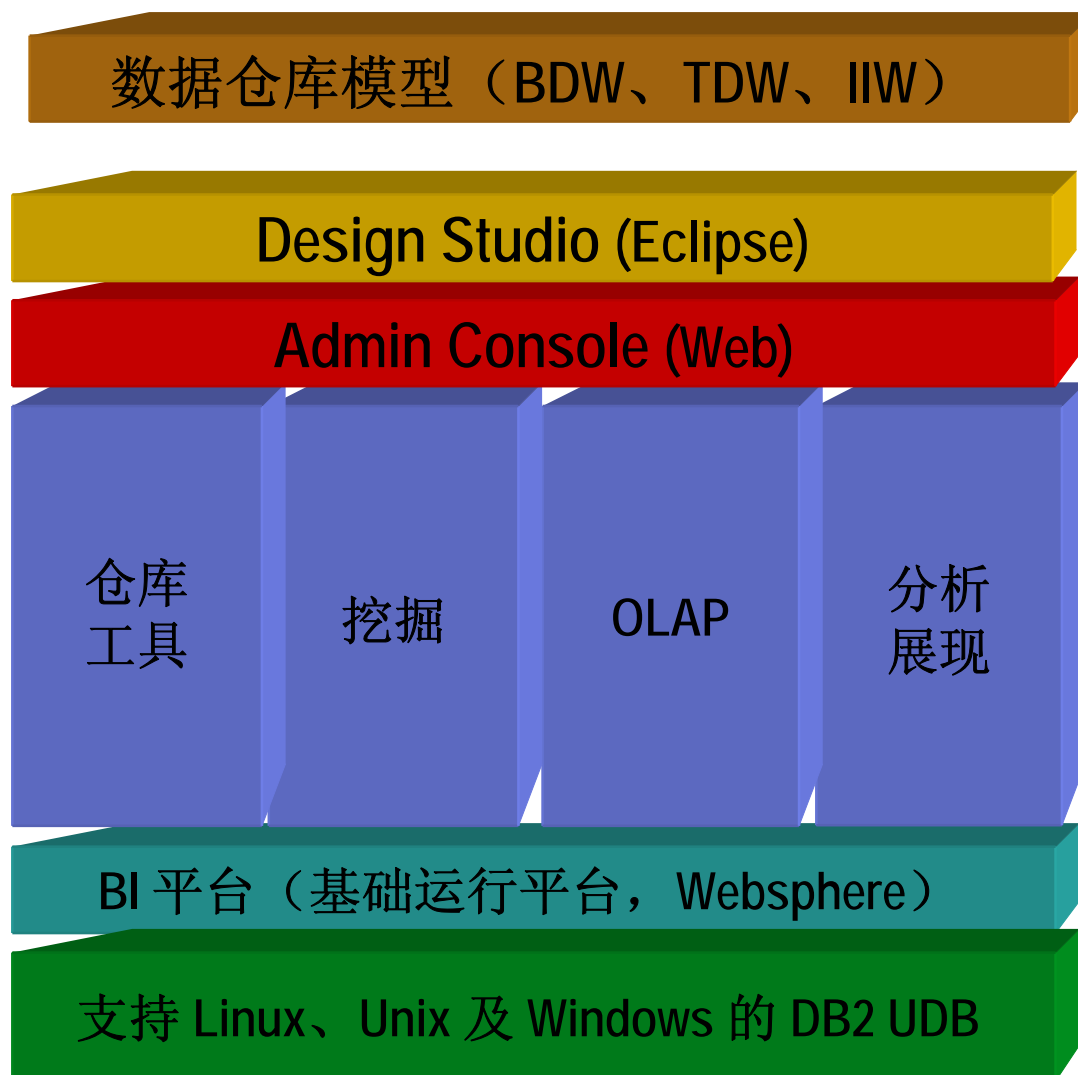 数据仓库模型（BDW、TDW、IIW）
Design Studio (Eclipse)
Admin Console (Web)
仓库
工具
挖掘
OLAP
分析
展现
BI 平台（基础运行平台，Websphere）
支持 Linux、Unix 及 Windows 的 DB2 UDB